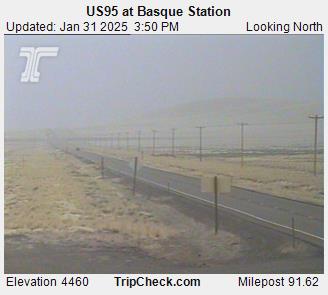 US95 at Basque Station
Updated: Jan 31 2025 3:50 PM Looking North
Elevation 4460 TripCheck.com Milepost 91.62